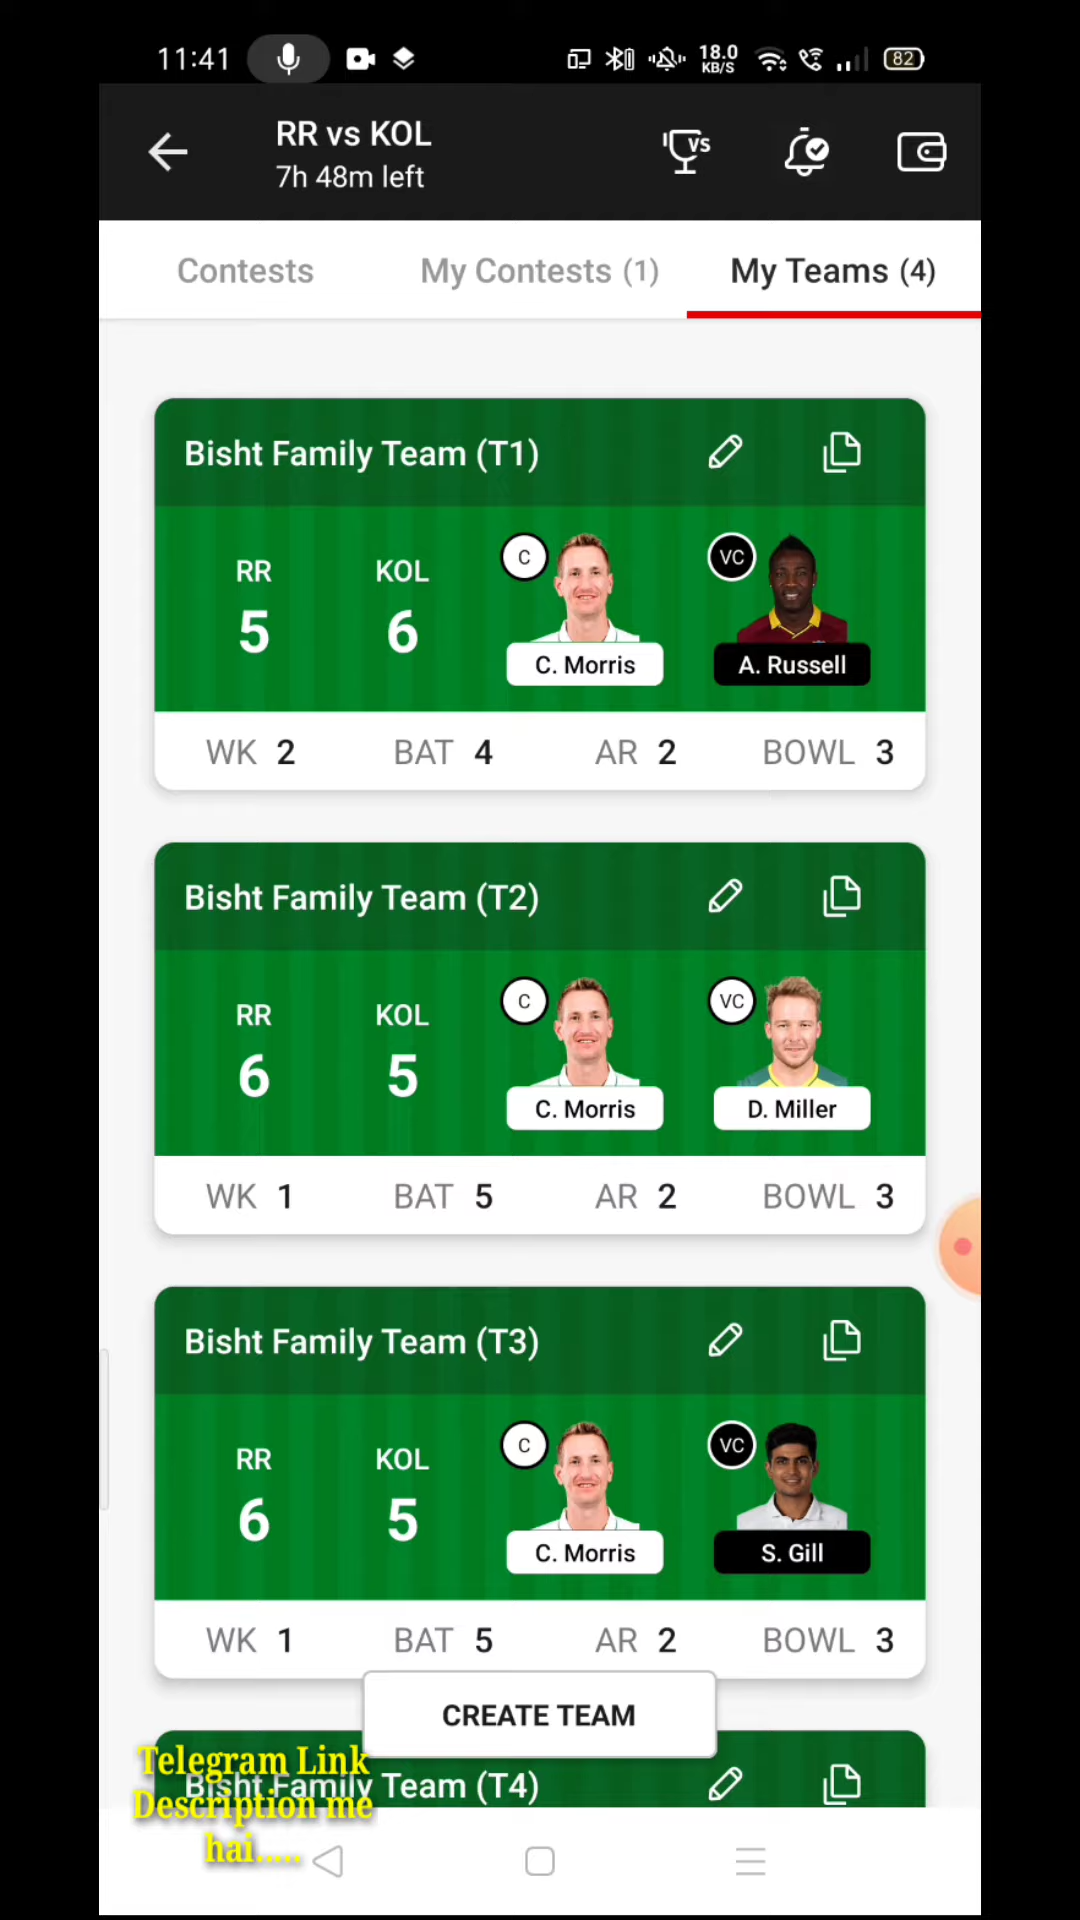 11:41
18.0
KB/S
82
RR vs KOL
7h 48m left
VS
Contests
My Contests (1)
My Teams (4)
Bisht Family Team (T1)
RR
KOL
C
VC
5
6
C. Morris
A. Russell
WK 2
BAT 4
AR 2
BOWL 3
Bisht Family Team (T2)
RR
KOL
C
VC
6
5
C. Morris
D. Miller
WK 1
BAT 5
AR 2
BOWL 3
Bisht Family Team (T3)
RR
KOL
C
VC
6
5
C. Morris
S. Gill
WK 1
BAT 5
AR 2
BOWL 3
CREATE TEAM
Bisht Family Team (T4)
Telegram Link
Description me
hai.....